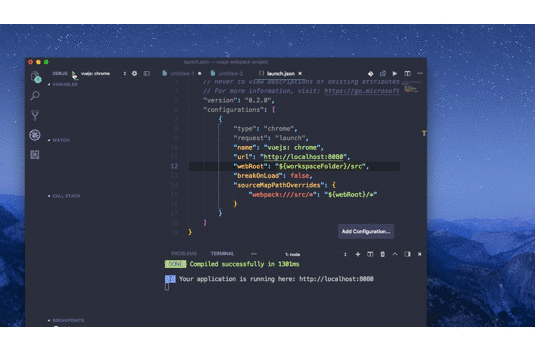 launch.json — vuejs-webpack-project
DEBUG vuejs: chrome
Untitled-1 Untitled-2 launch.json
VARIABLES
// Hover to view descriptions or existing attributes
// For more information, visit: https://go.microsoft
"version": "0.2.0",
"configurations": [
{
"type": "chrome",
"request": "launch",
"name": "vuejs: chrome",
"url": "http://localhost:8080",
12 "webRoot": "${workspaceFolder}/src",
"breakOnLoad": false,
"sourceMapPathOverrides": {
"webpack:///src/*": "${webRoot}/*"
}
}
]
}
WATCH
CALL STACK
Add Configuration...
PROBLEMS TERMINAL ... 1: node
DONE Compiled successfully in 1301ms
Your application is running here: http://localhost:8080
BREAKPOINTS